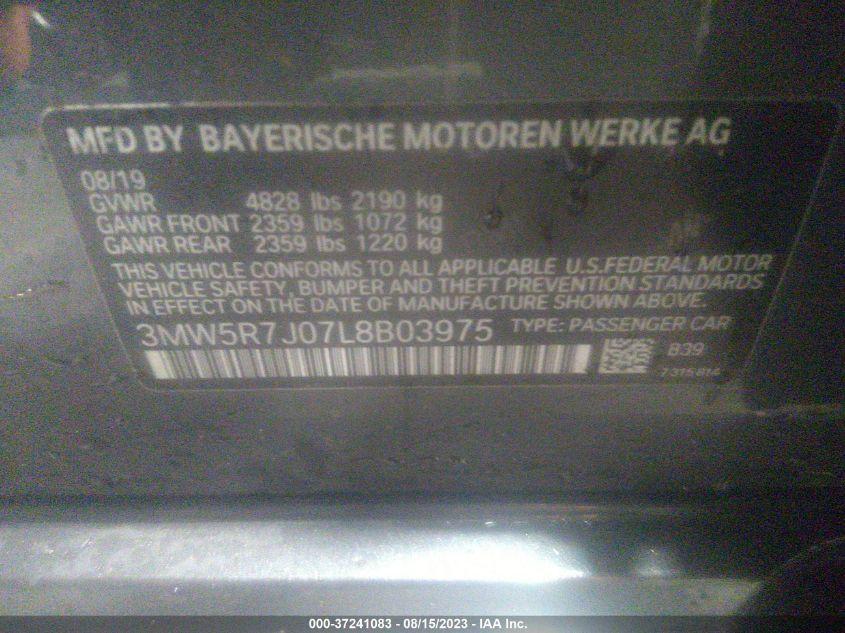 MFD BY BAYERISCHE MOTOREN WERKE AG
08/19
GVWR 4828 lbs 2190 kg
GAWR FRONT 2359 lbs 1072 kg
GAWR REAR 2359 lbs 1220 kg
THIS VEHICLE CONFORMS TO ALL APPLICABLE U.S.FEDERAL MOTOR
VEHICLE SAFETY, BUMPER AND THEFT PREVENTION STANDARDS
IN EFFECT ON THE DATE OF MANUFACTURE SHOWN ABOVE.
3MW5R7J07L8B03975 TYPE: PASSENGER CAR
B39
7315814
000-37241083 - 08/15/2023 - IAA Inc.